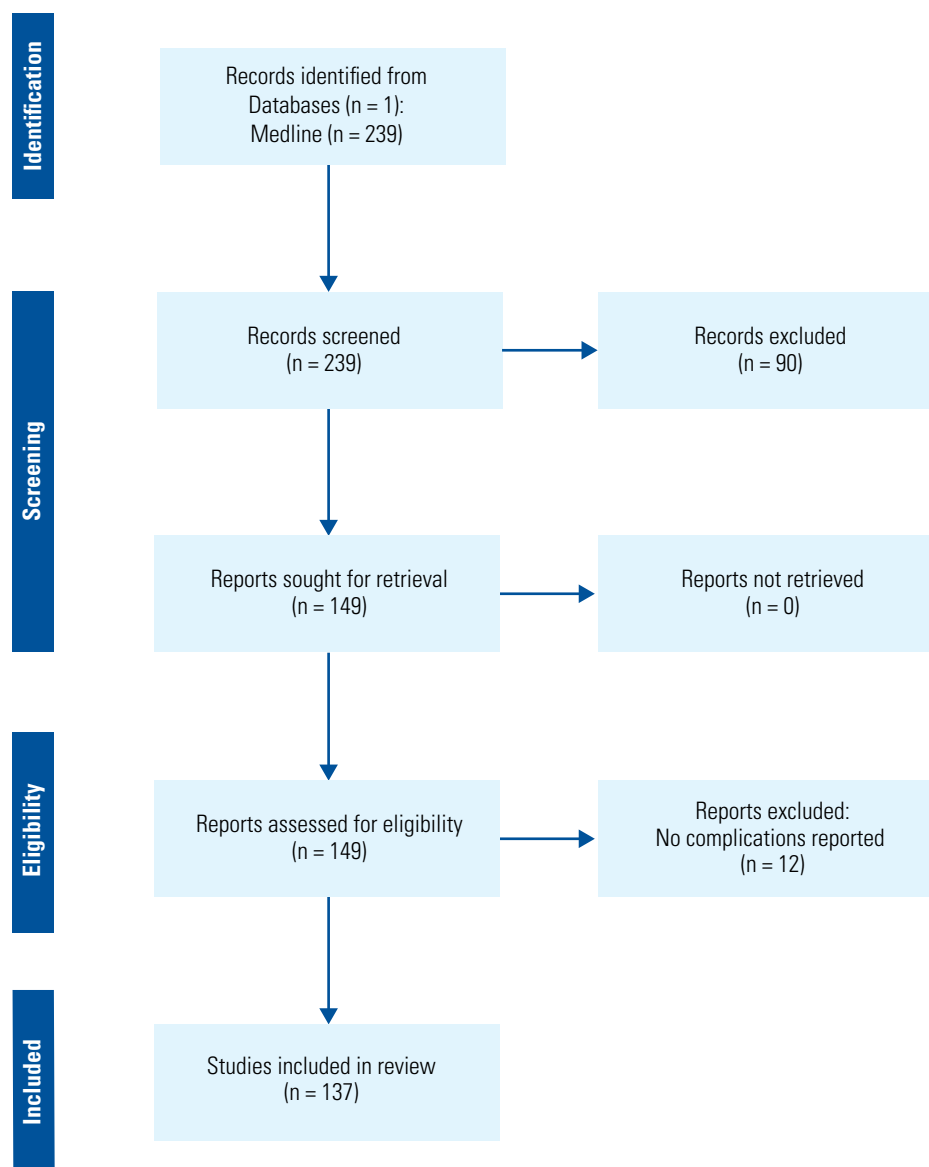 Identification
Records identified from
Databases (n = 1):
Medline (n = 239)
Screening
Records screened
(n = 239)
Records excluded
(n = 90)
Reports sought for retrieval
(n = 149)
Reports not retrieved
(n = 0)
Eligibility
Reports assessed for eligibility
(n = 149)
Reports excluded:
No complications reported
(n = 12)
Included
Studies included in review
(n = 137)